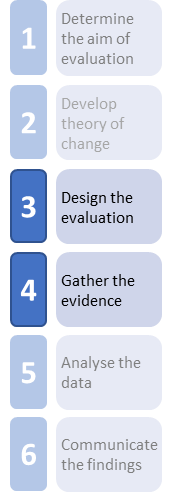 1
Determine
the aim of
evaluation
2
Develop
theory of
change
3
Design the
evaluation
4
Gather the
evidence
5
Analyse the
data
6
Communicate
the findings